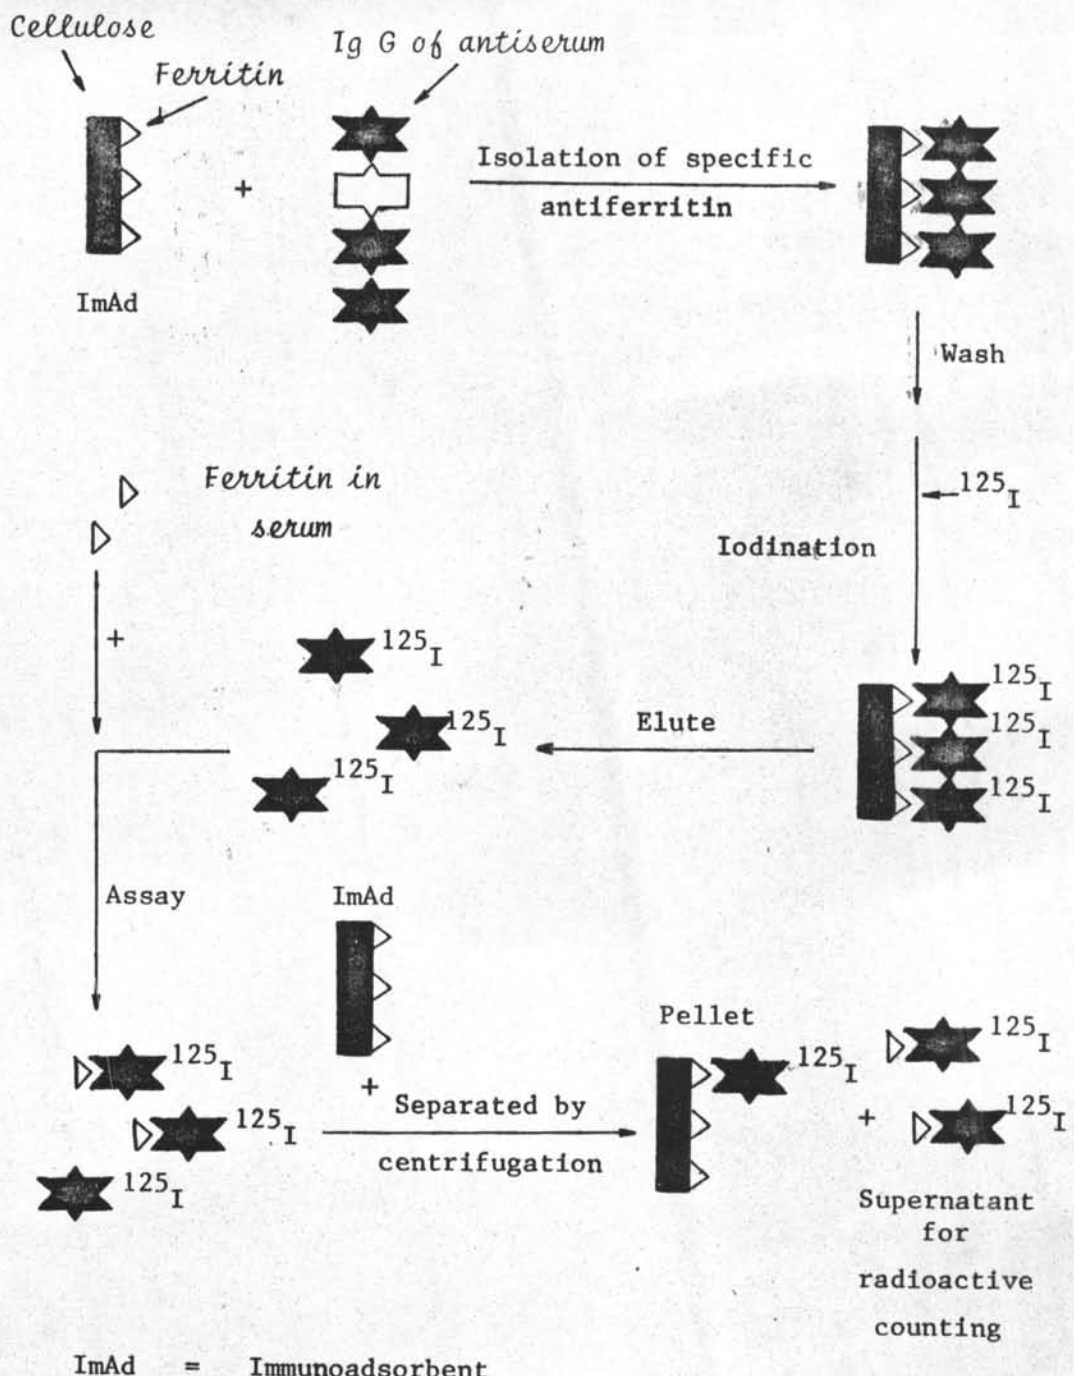 Cellulose
Ferritin
Ig G of antiserum
Isolation of specific
antiferritin
+
ImAd
Wash
Ferritin in
serum
125I
Iodination
+
125I
125I
125I
Elute
125I
125I
125I
Assay
ImAd
Pellet
125I
125I
125I
+
Separated by
centrifugation
125I
+
125I
125I
Supernatant
for
radioactive
counting
ImAd = Immunoadsorbent